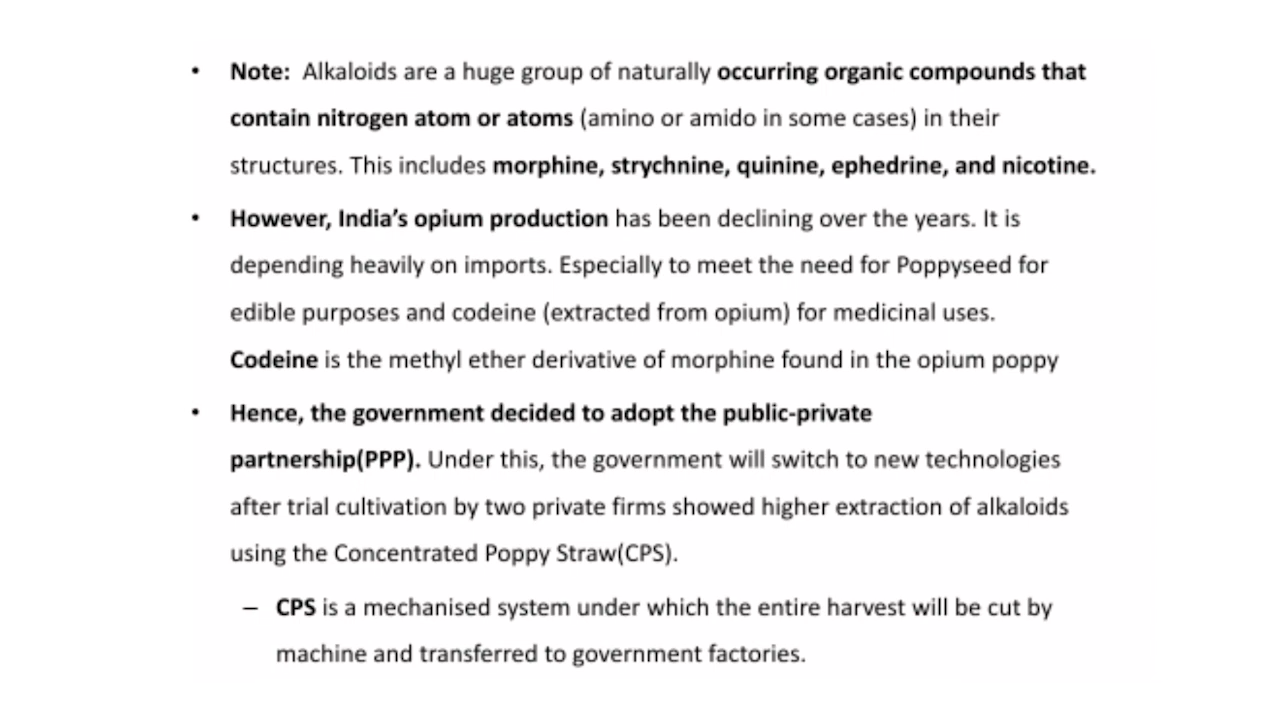 • Note: Alkaloids are a huge group of naturally occurring organic compounds that
contain nitrogen atom or atoms (amino or amido in some cases) in their
structures. This includes morphine, strychnine, quinine, ephedrine, and nicotine.
• However, India's opium production has been declining over the years. It is
depending heavily on imports. Especially to meet the need for Poppyseed for
edible purposes and codeine (extracted from opium) for medicinal uses.
Codeine is the methyl ether derivative of morphine found in the opium poppy
• Hence, the government decided to adopt the public-private
partnership(PPP). Under this, the government will switch to new technologies
after trial cultivation by two private firms showed higher extraction of alkaloids
using the Concentrated Poppy Straw(CPS).
– CPS is a mechanised system under which the entire harvest will be cut by
machine and transferred to government factories.